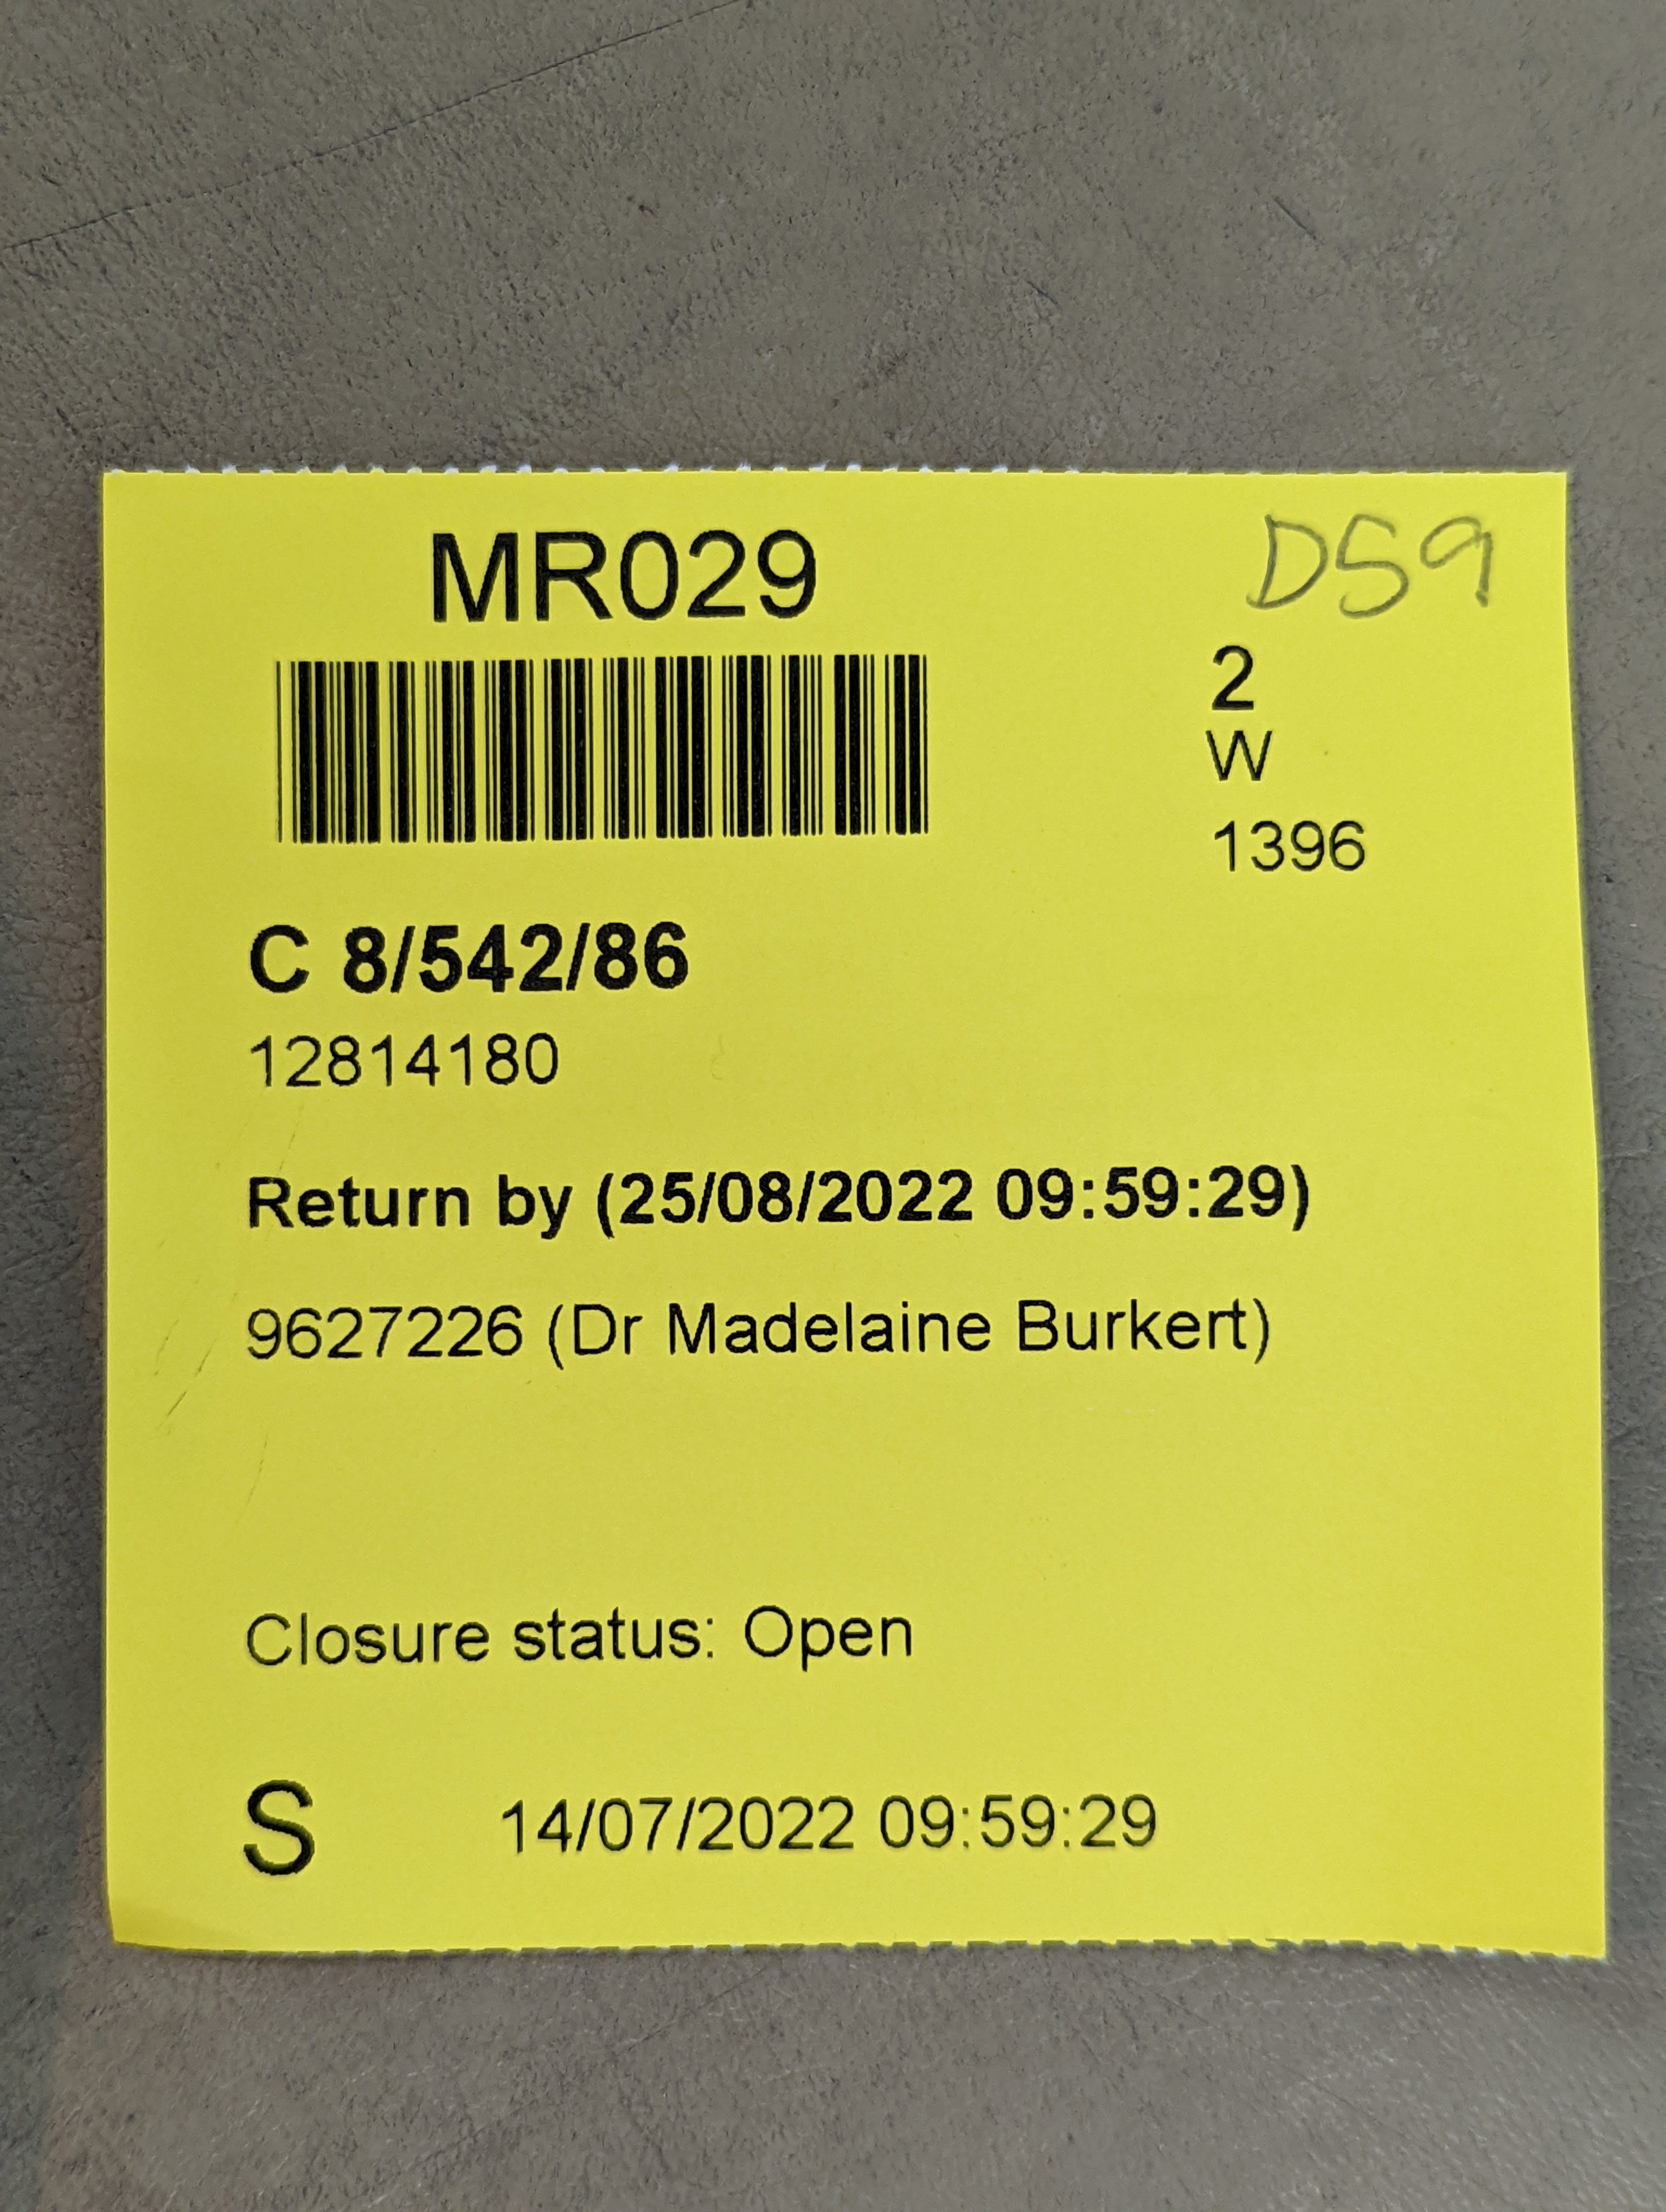 MR029
D59
2
W
1396
C 8/542/86
12814180
Return by (25/08/2022 09:59:29)
9627226 (Dr Madelaine Burkert)
Closure status: Open
S 14/07/2022 09:59:29